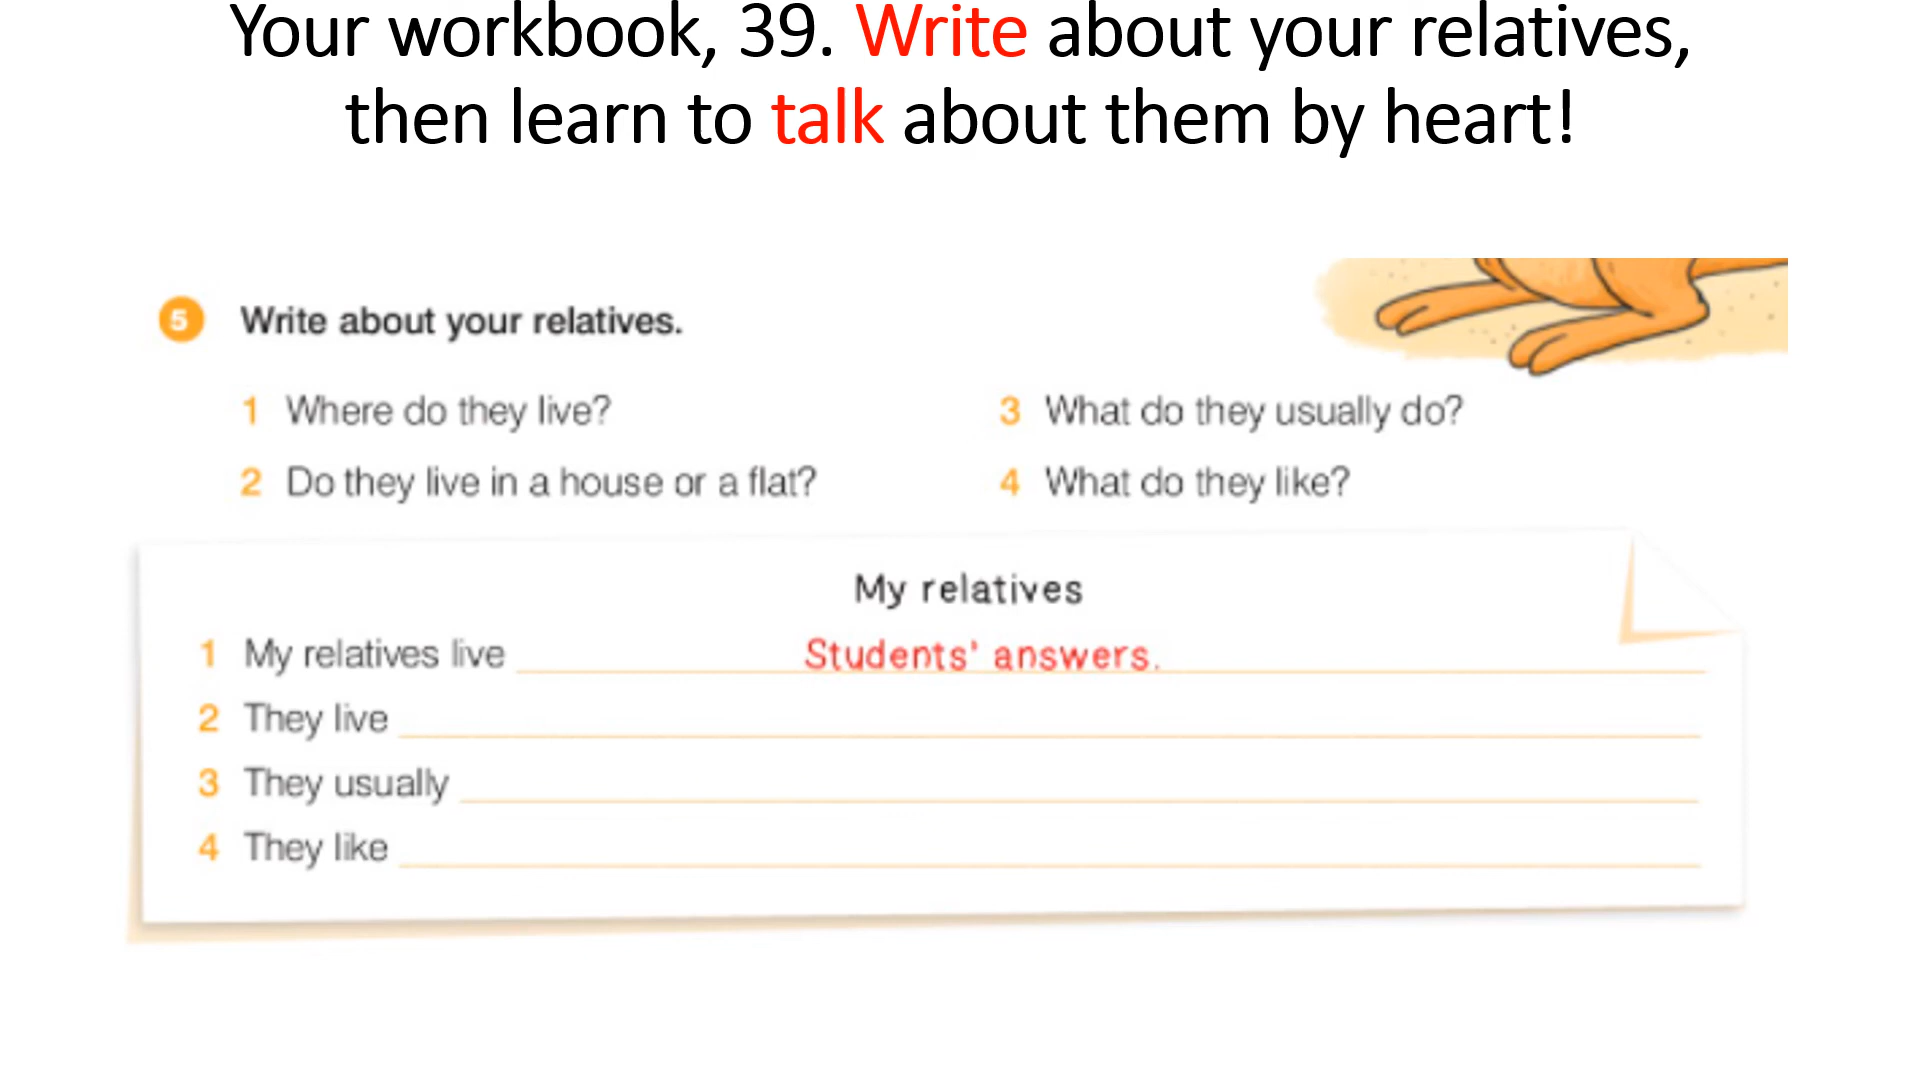 Your workbook, 39. Write about your relatives,
then learn to talk about them by heart!
5 Write about your relatives.
1 Where do they live?
2 Do they live in a house or a flat?
3 What do they usually do?
4 What do they like?
My relatives
1 My relatives live Students' answers.
2 They live
3 They usually
4 They like